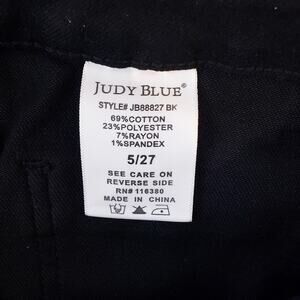 JUDY BLUE®
STYLE# JB88827 BK
69%COTTON
23%POLYESTER
7%RAYON
1%SPANDEX
5/27
SEE CARE ON
REVERSE SIDE
RN# 116380
MADE IN CHINA